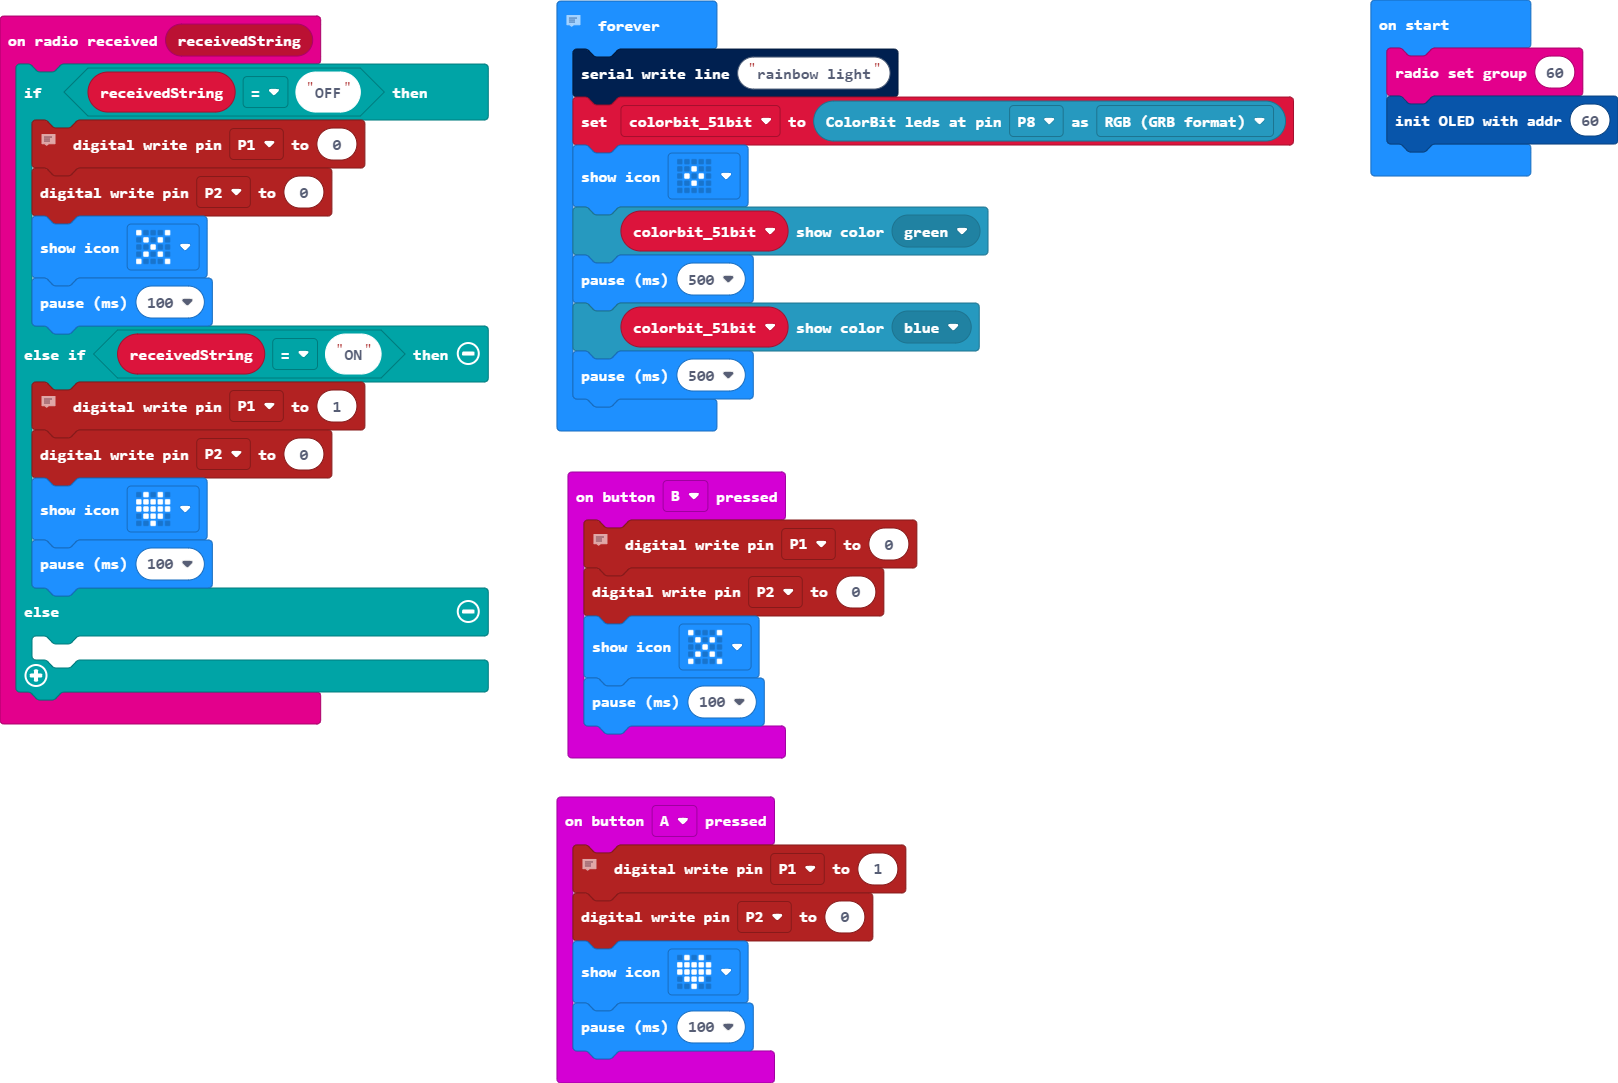 on radio received receivedString
if receivedString = "OFF" then
digital write pin P1 to 0
digital write pin P2 to 0
show icon
pause (ms) 100
else if receivedString = "ON" then
digital write pin P1 to 1
digital write pin P2 to 0
show icon
pause (ms) 100
else
forever
serial write line "rainbow light"
set colorbit_51bit to ColorBit leds at pin P8 as RGB (GRB format)
show icon
colorbit_51bit show color green
pause (ms) 500
colorbit_51bit show color blue
pause (ms) 500
on button B pressed
digital write pin P1 to 0
digital write pin P2 to 0
show icon
pause (ms) 100
on button A pressed
digital write pin P1 to 1
digital write pin P2 to 0
show icon
pause (ms) 100
on start
radio set group 60
init OLED with addr 60